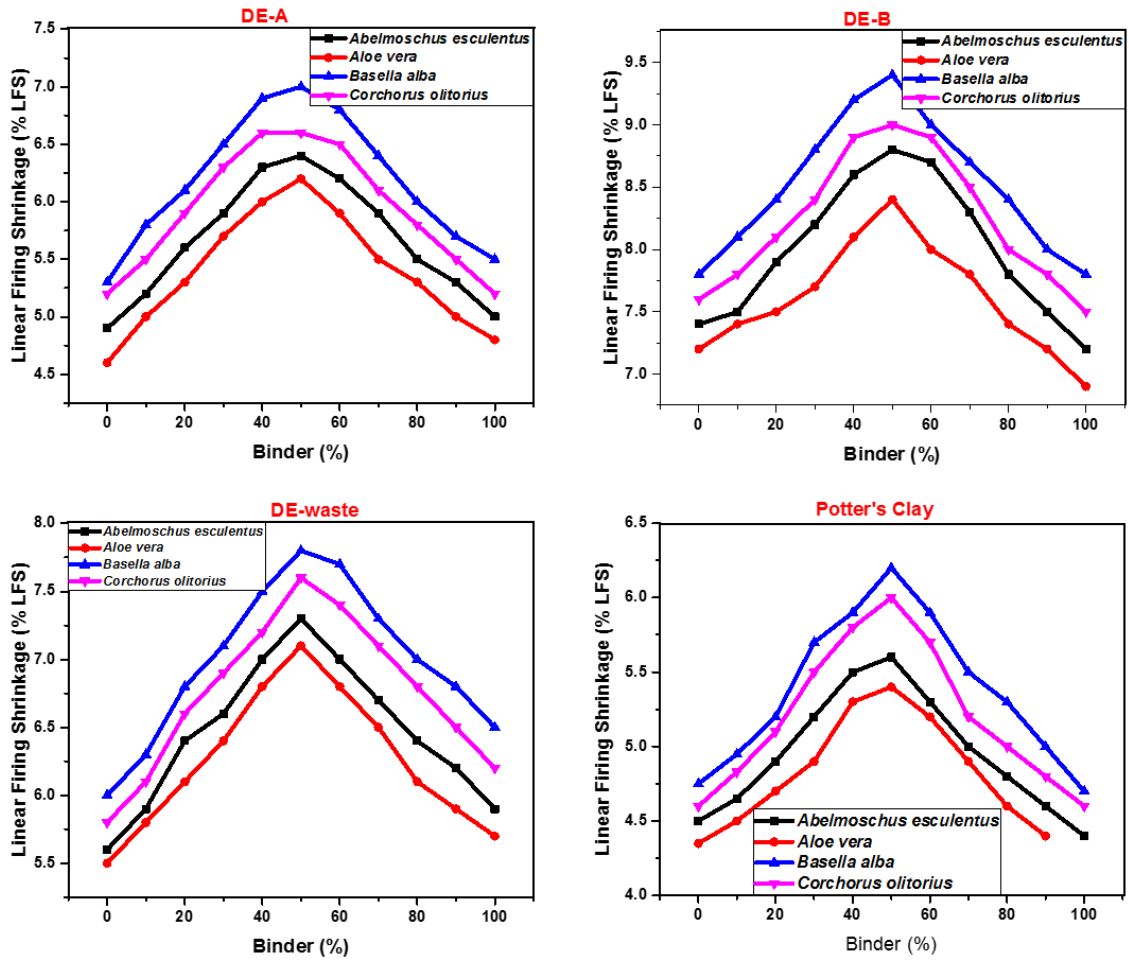 DE-A
Linear Firing Shrinkage (% LFS)
7.5
7.0
6.5
6.0
5.5
5.0
4.5
Abelmoschus esculentus
Aloe vera
Basella alba
Corchorus olitorius
0 20 40 60 80 100
Binder (%)
DE-B
Linear Firing Shrinkage (% LFS)
9.5
9.0
8.5
8.0
7.5
7.0
Abelmoschus esculentus
Aloe vera
Basella alba
Corchorus olitorius
0 20 40 60 80 100
Binder (%)
DE-waste
Linear Firing Shrinkage (% LFS)
8.0
7.5
7.0
6.5
6.0
5.5
Abelmoschus esculentus
Aloe vera
Basella alba
Corchorus olitorius
0 20 40 60 80 100
Binder (%)
Potter's Clay
Linear Firing Shrinkage (% LFS)
6.5
6.0
5.5
5.0
4.5
4.0
Abelmoschus esculentus
Aloe vera
Basella alba
Corchorus olitorius
0 20 40 60 80 100
Binder (%)